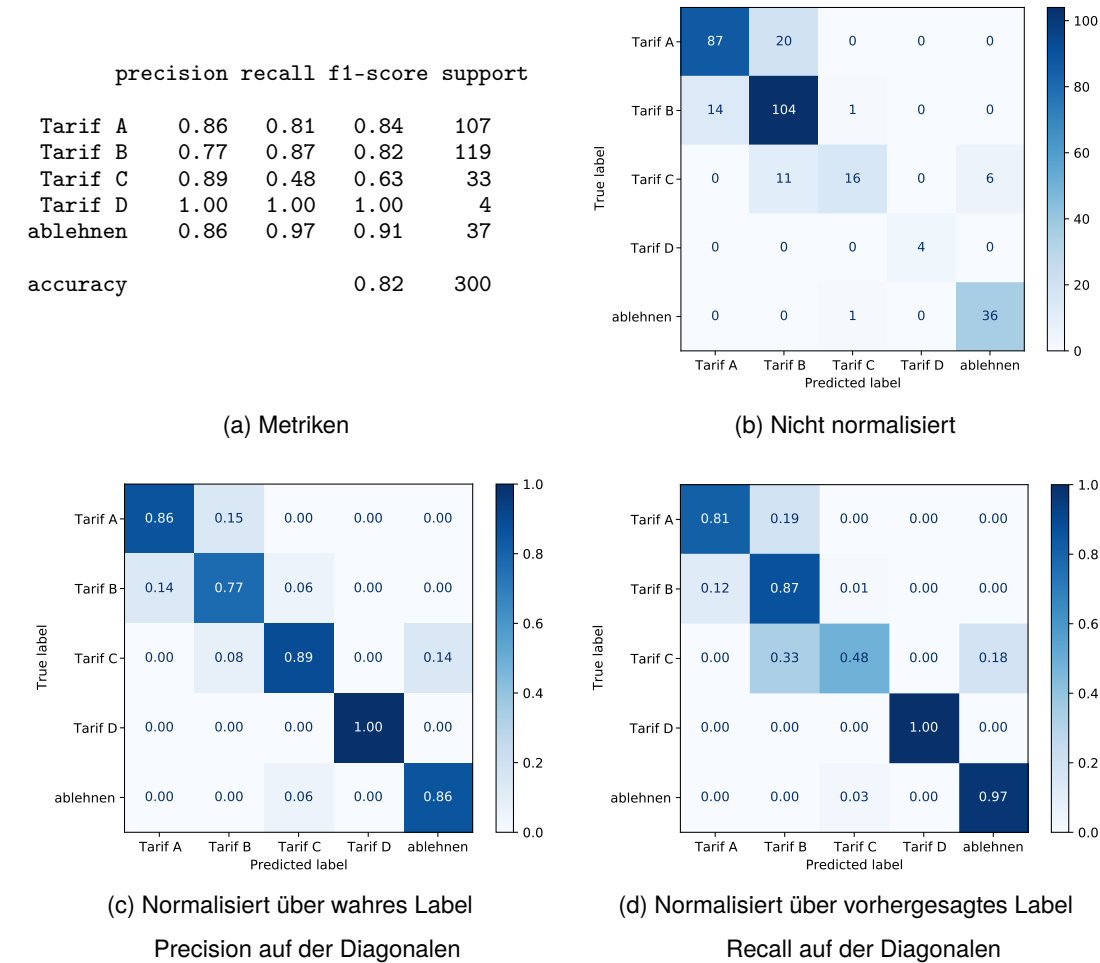 precision recall f1-score support
Tarif A 0.86 0.81 0.84 107
Tarif B 0.77 0.87 0.82 119
Tarif C 0.89 0.48 0.63 33
Tarif D 1.00 1.00 1.00 4
ablehnen 0.86 0.97 0.91 37
accuracy 0.82 300
(a) Metriken
True label
Tarif A 87 20 0 0 0
Tarif B 14 104 1 0 0
Tarif C 0 11 16 0 6
Tarif D 0 0 0 4 0
ablehnen 0 0 1 0 36
Tarif A Tarif B Tarif C Tarif D ablehnen
Predicted label
100
80
60
40
20
0
(b) Nicht normalisiert
True label
Tarif A 0.86 0.15 0.00 0.00 0.00
Tarif B 0.14 0.77 0.06 0.00 0.00
Tarif C 0.00 0.08 0.89 0.00 0.14
Tarif D 0.00 0.00 0.00 1.00 0.00
ablehnen 0.00 0.00 0.06 0.00 0.86
Tarif A Tarif B Tarif C Tarif D ablehnen
Predicted label
1.0
0.8
0.6
0.4
0.2
0.0
(c) Normalisiert über wahres Label
Precision auf der Diagonalen
True label
Tarif A 0.81 0.19 0.00 0.00 0.00
Tarif B 0.12 0.87 0.01 0.00 0.00
Tarif C 0.00 0.33 0.48 0.00 0.18
Tarif D 0.00 0.00 0.00 1.00 0.00
ablehnen 0.00 0.00 0.03 0.00 0.97
Tarif A Tarif B Tarif C Tarif D ablehnen
Predicted label
1.0
0.8
0.6
0.4
0.2
0.0
(d) Normalisiert über vorhergesagtes Label
Recall auf der Diagonalen